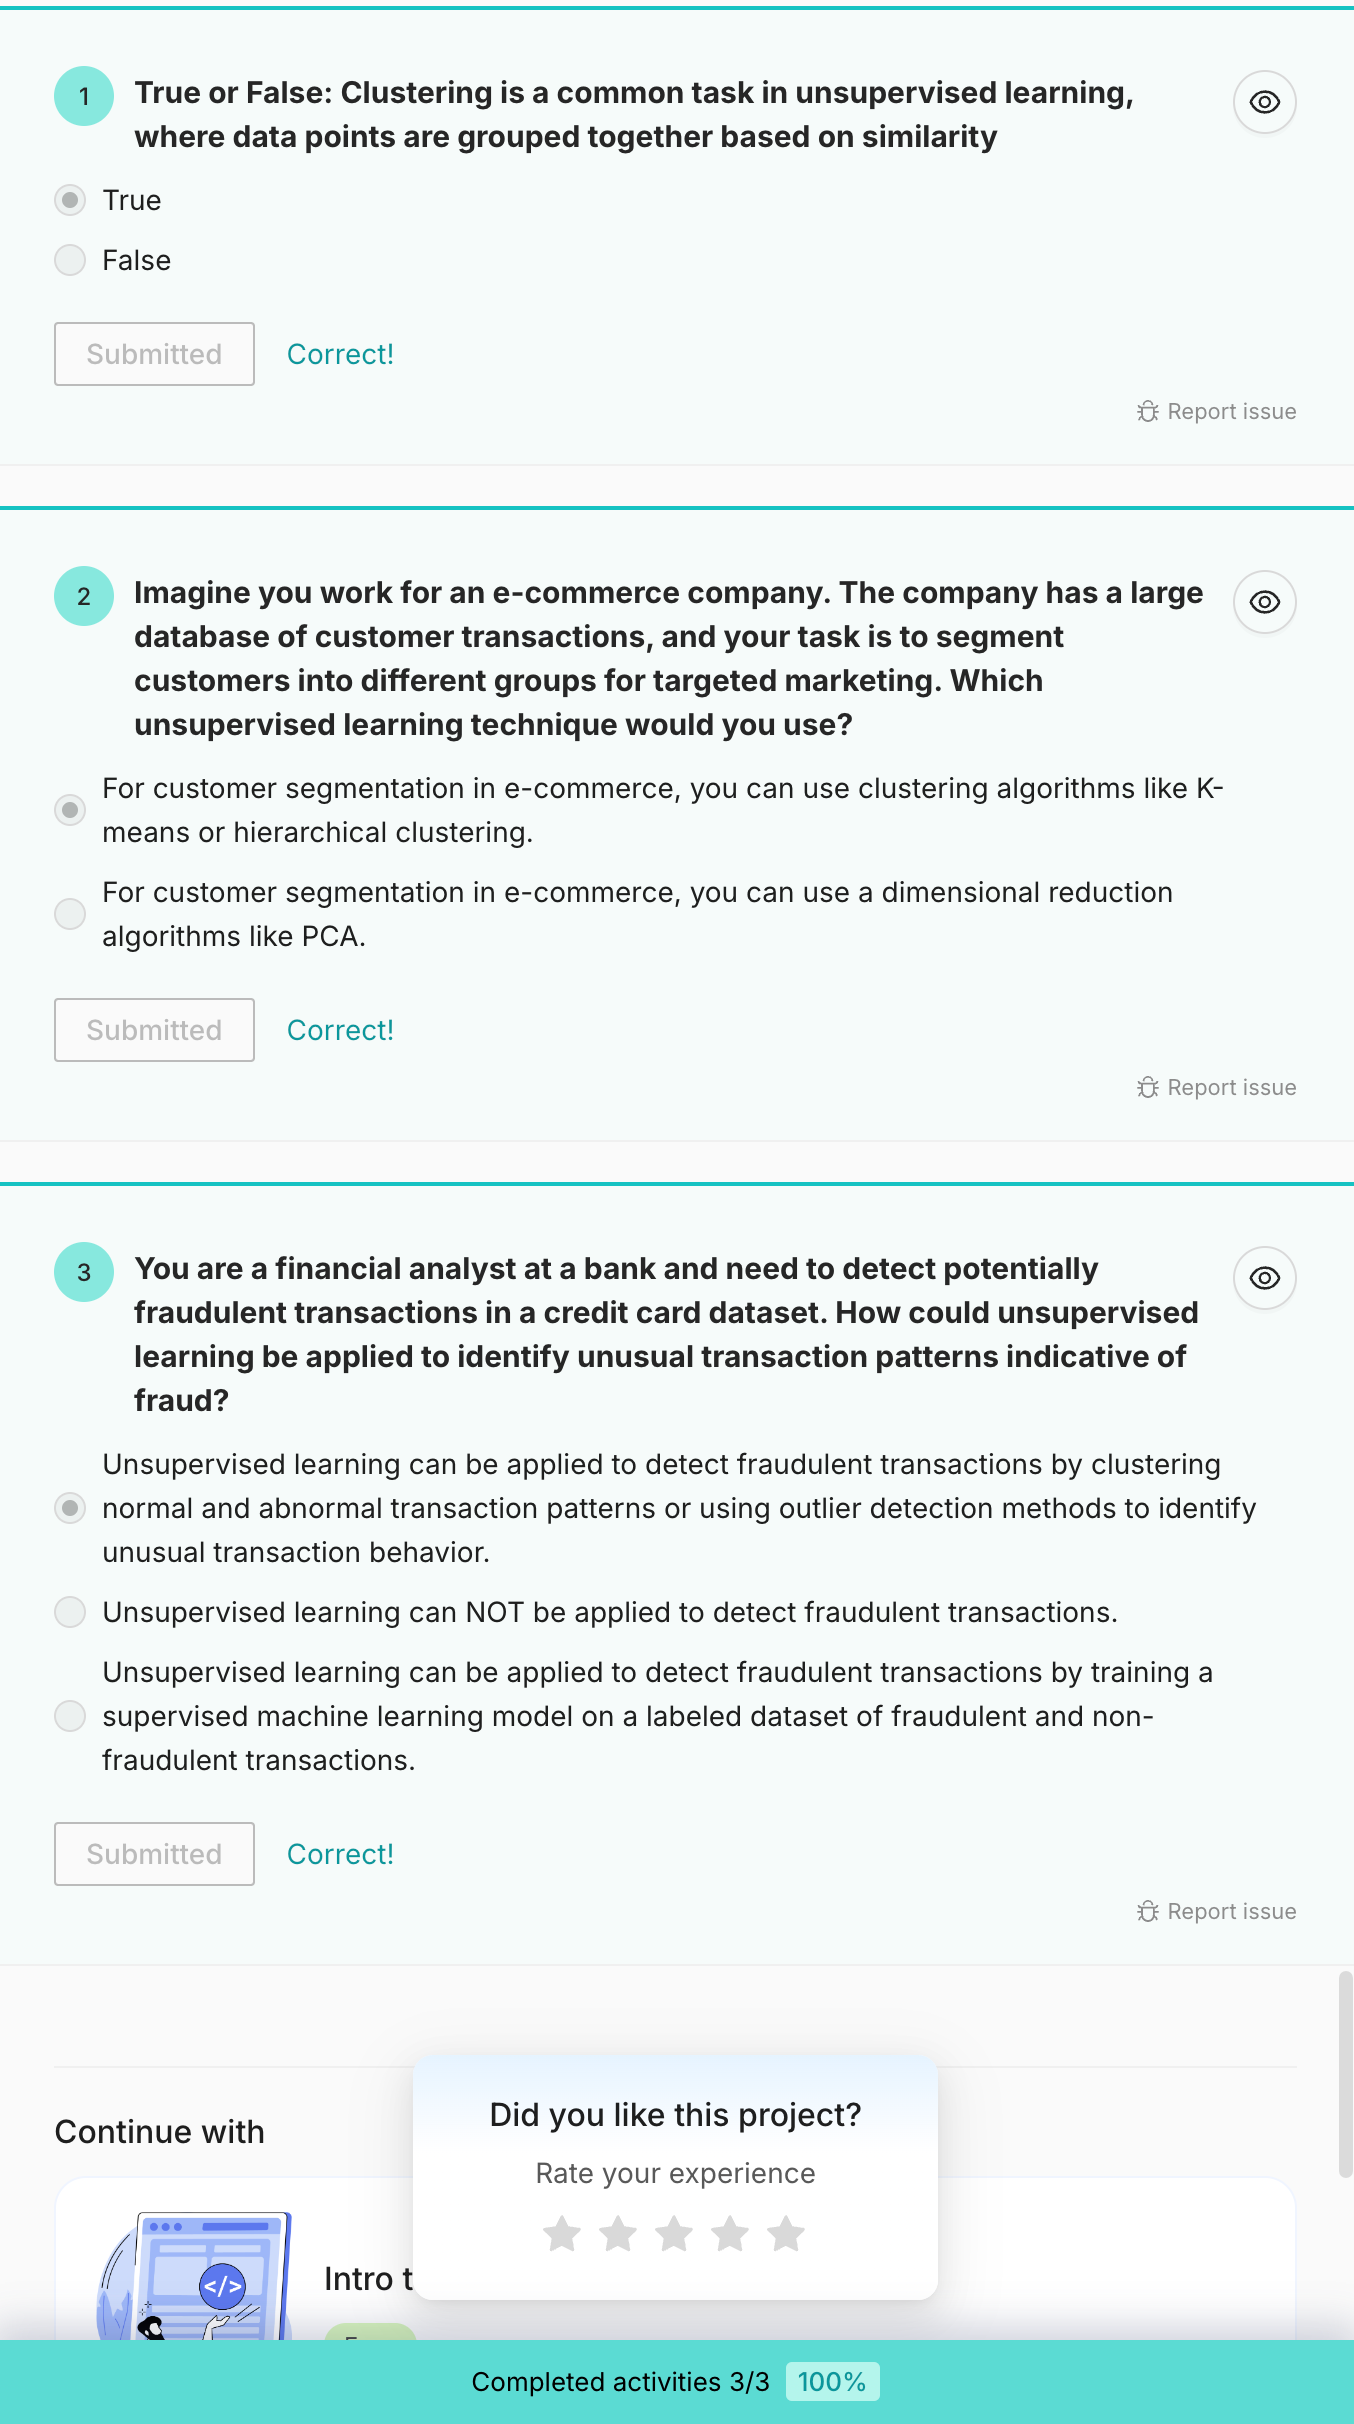 1
True or False: Clustering is a common task in unsupervised learning,
where data points are grouped together based on similarity
True
False
Submitted
Correct!
Report issue
2
Imagine you work for an e-commerce company. The company has a large
database of customer transactions, and your task is to segment
customers into different groups for targeted marketing. Which
unsupervised learning technique would you use?
For customer segmentation in e-commerce, you can use clustering algorithms like K-
means or hierarchical clustering.
For customer segmentation in e-commerce, you can use a dimensional reduction
algorithms like PCA.
Submitted
Correct!
Report issue
3
You are a financial analyst at a bank and need to detect potentially
fraudulent transactions in a credit card dataset. How could unsupervised
learning be applied to identify unusual transaction patterns indicative of
fraud?
Unsupervised learning can be applied to detect fraudulent transactions by clustering
normal and abnormal transaction patterns or using outlier detection methods to identify
unusual transaction behavior.
Unsupervised learning can NOT be applied to detect fraudulent transactions.
Unsupervised learning can be applied to detect fraudulent transactions by training a
supervised machine learning model on a labeled dataset of fraudulent and non-
fraudulent transactions.
Submitted
Correct!
Report issue
Did you like this project?
Continue with
Rate your experience
</>
Intro t
Completed activities 3/3 100%